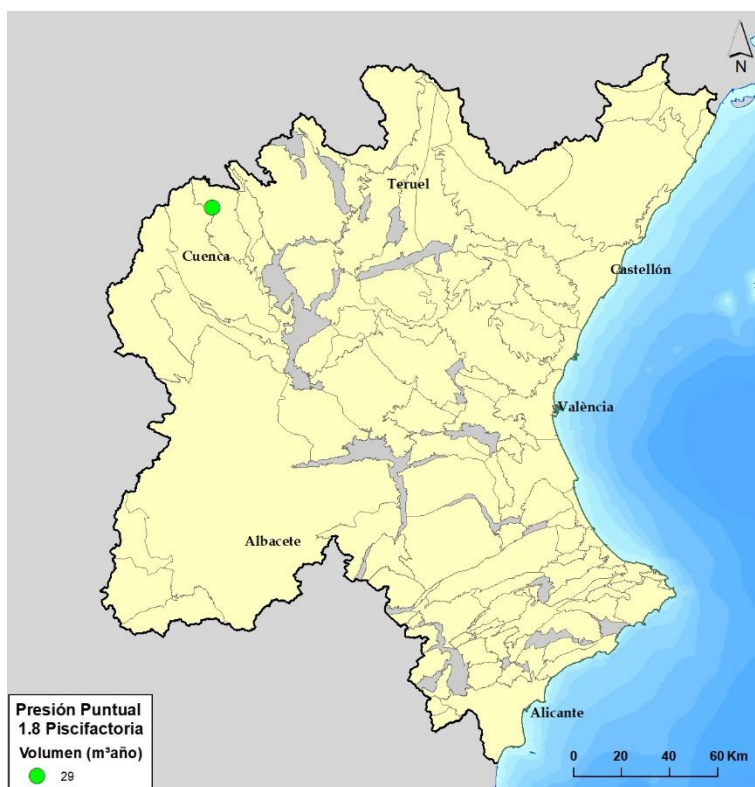 N
Teruel
Cuenca
Castellón
València
Albacete
Alicante
Presión Puntual
1.8 Piscifactoria
Volumen (m³año)
29
0 20 40 60 Km